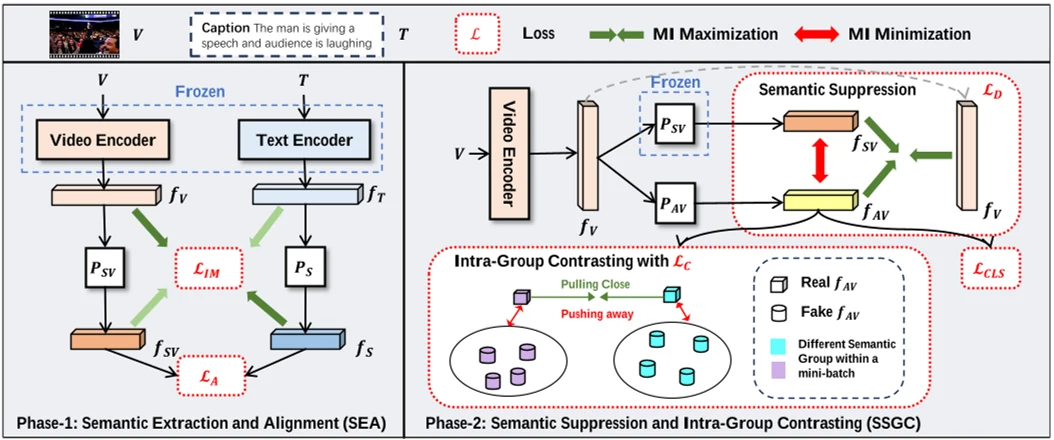 V
Caption The man is giving a
speech and audience is laughing
T
ℒ
Loss
MI Maximization
MI Minimization
V
T
Frozen
Video Encoder
Text Encoder
f_V
f_T
P_SV
ℒ_IM
P_S
f_SV
f_S
ℒ_A
Phase-1: Semantic Extraction and Alignment (SEA)
Frozen
Semantic Suppression
ℒ_D
V
Video Encoder
f_V
P_SV
P_AV
f_SV
f_AV
f_V
Intra-Group Contrasting with ℒ_C
ℒ_CLS
Pulling Close
Pushing away
Real f_AV
Fake f_AV
Different Semantic
Group within a
mini-batch
Phase-2: Semantic Suppression and Intra-Group Contrasting (SSGC)